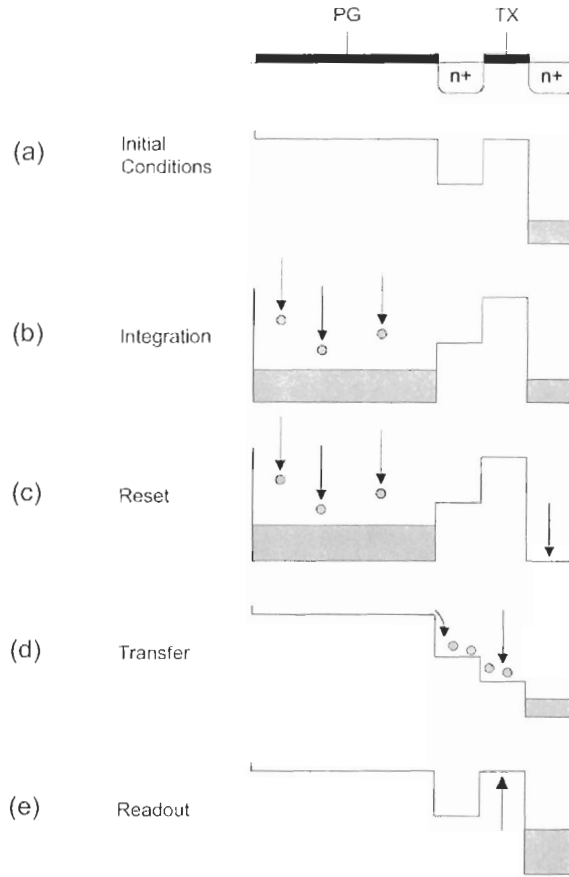 PG TX
n+ n+
(a) Initial
Conditions
(b) Integration
(c) Reset
(d) Transfer
(e) Readout